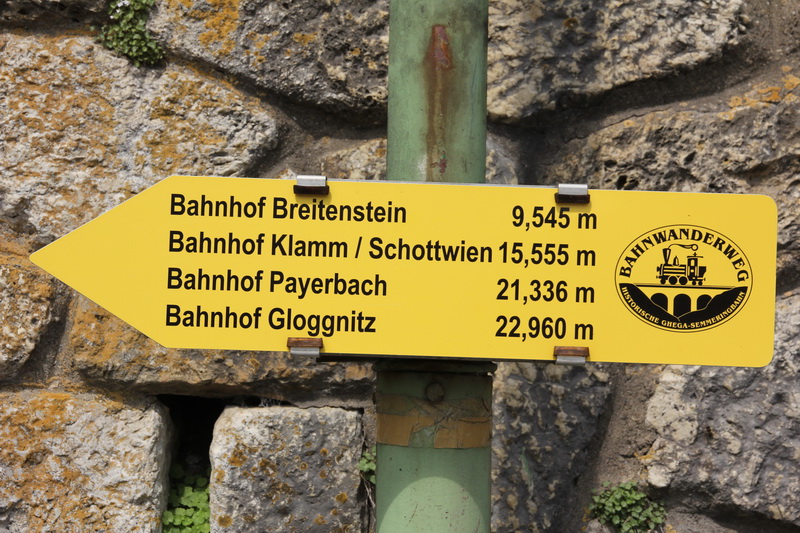 Bahnhof Breitenstein 9,545 m
Bahnhof Klamm / Schottwien 15,555 m
Bahnhof Payerbach 21,336 m
Bahnhof Gloggnitz 22,960 m
BAHNWANDERWEG
HISTORISCHE GHEGA-SEMMERINGBAHN